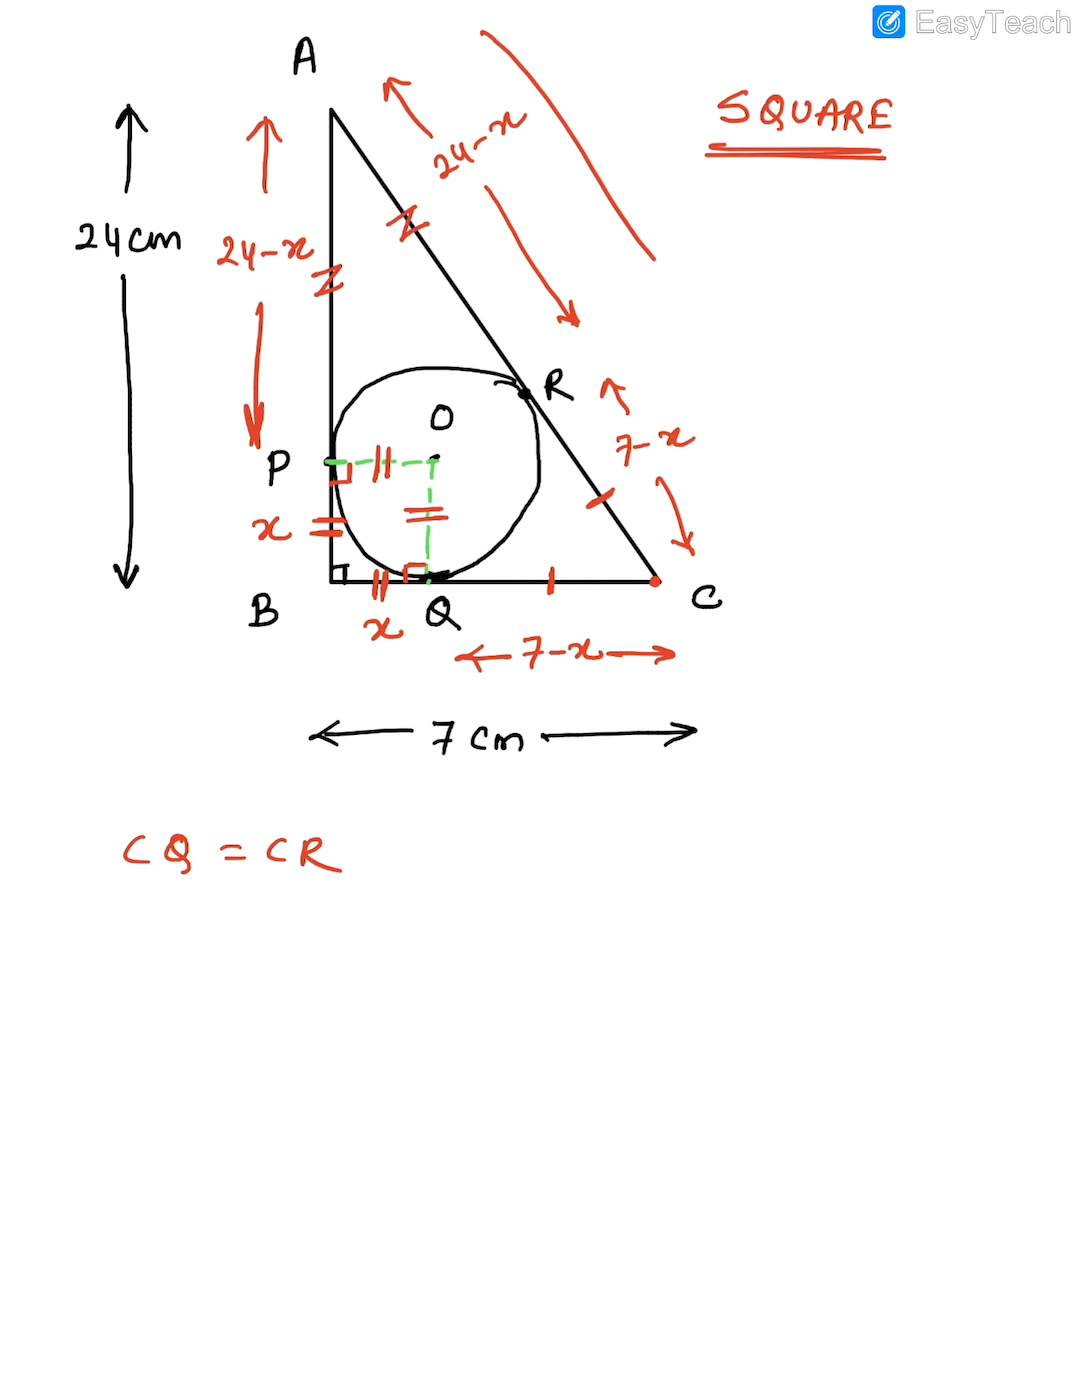 EasyTeach
A
SQUARE
24-x
24cm
24-x
R
O
7-x
P
x
B
Q
C
x
7-x
7 cm
CQ = CR